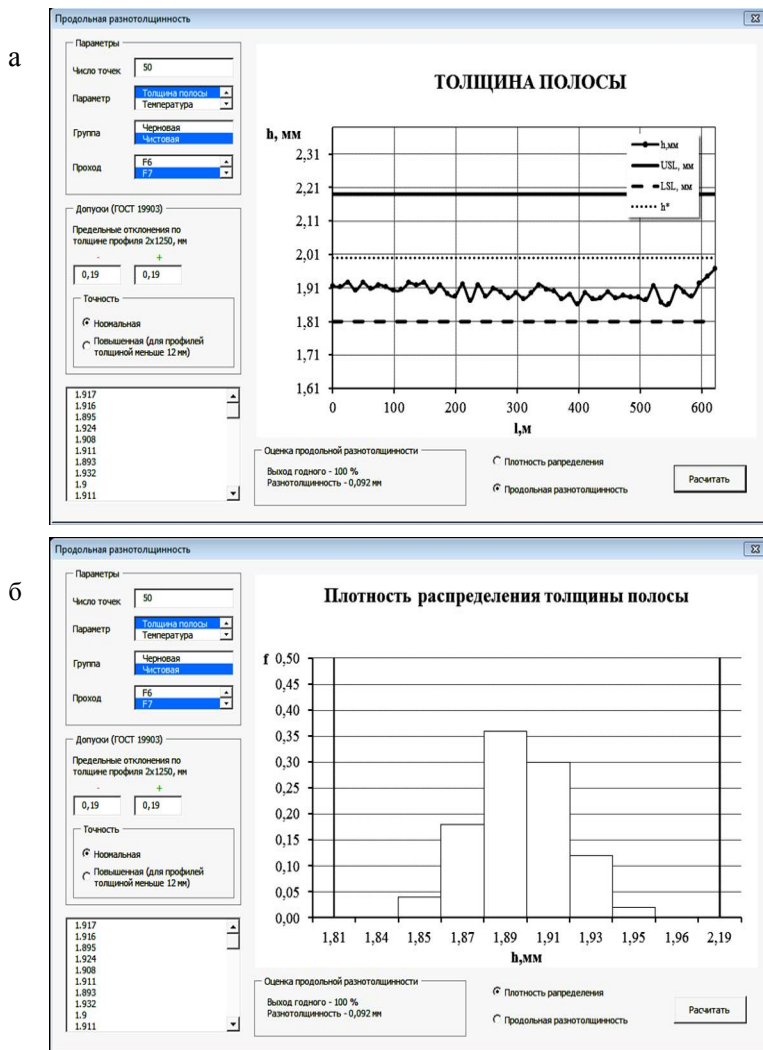 а
Продольная разнотолщинность
Параметры
Число точек 50
Параметр Толщина полосы
Температура
Группа Черновая
Чистовая
Проход F6
F7
Допуски (ГОСТ 19903)
Предельные отклонения по
толщине профиля 2x1250, мм
- +
0,19 0,19
Точность
Нормальная
Повышенная (для профилей
толщиной меньше 12 мм)
1.917
1.916
1.895
1.924
1.908
1.911
1.893
1.932
1.9
1.911
ТОЛЩИНА ПОЛОСЫ
h, мм
2,31
2,21
2,11
2,01
1,91
1,81
1,71
1,61
0 100 200 300 400 500 600
l,м
h,мм
USL, мм
LSL, мм
h*
Оценка продольной разнотолщинности
Выход годного - 100 %
Разнотолщинность - 0,092 мм
Плотность рапределения
Продольная разнотолщинность
Расчитать
б
Продольная разнотолщинность
Параметры
Число точек 50
Параметр Толщина полосы
Температура
Группа Черновая
Чистовая
Проход F6
F7
Допуски (ГОСТ 19903)
Предельные отклонения по
толщине профиля 2x1250, мм
- +
0,19 0,19
Точность
Нормальная
Повышенная (для профилей
толщиной меньше 12 мм)
1.917
1.916
1.895
1.924
1.908
1.911
1.893
1.932
1.9
1.911
Плотность распределения толщины полосы
f 0,50
0,45
0,40
0,35
0,30
0,25
0,20
0,15
0,10
0,05
0,00
1,81 1,84 1,85 1,87 1,89 1,91 1,93 1,95 1,96 2,19
h,мм
Оценка продольной разнотолщинности
Выход годного - 100 %
Разнотолщинность - 0,092 мм
Плотность рапределения
Продольная разнотолщинность
Расчитать